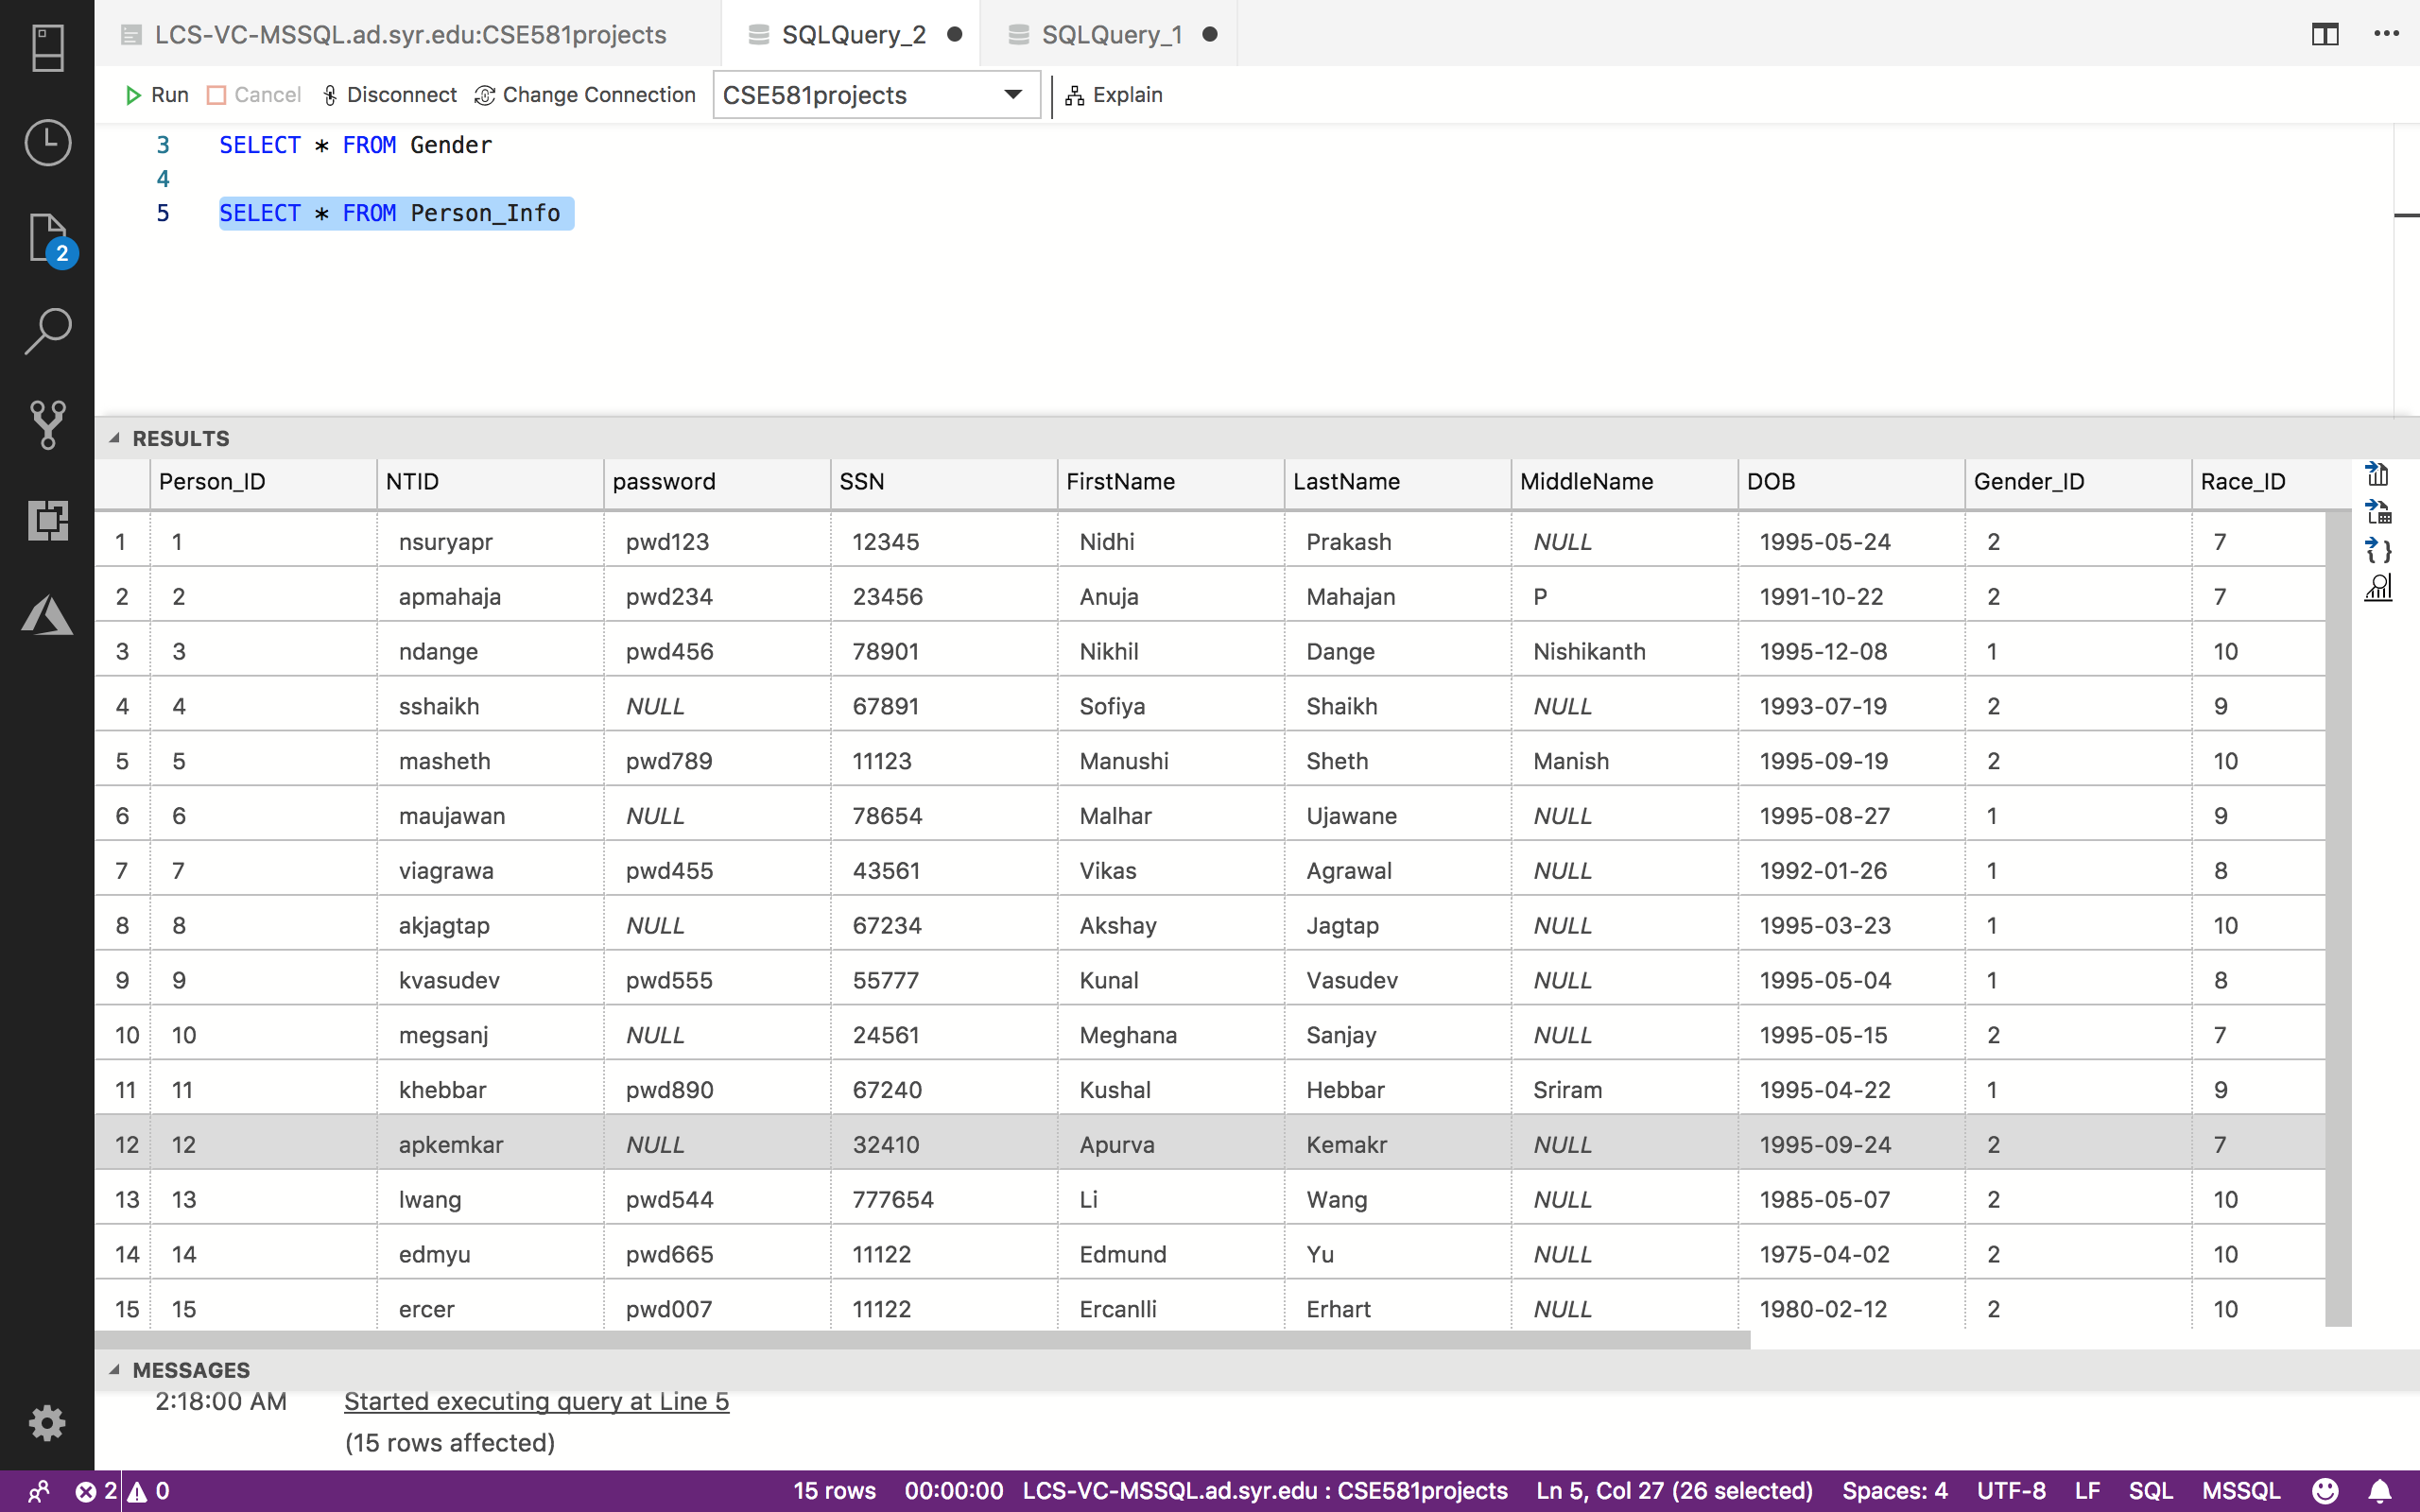 LCS-VC-MSSQL.ad.syr.edu:CSE581projects SQLQuery_2 SQLQuery_1
Run Cancel Disconnect Change Connection CSE581projects Explain
3 SELECT * FROM Gender
4
5 SELECT * FROM Person_Info
2
RESULTS
Person_ID NTID password SSN FirstName LastName MiddleName DOB Gender_ID Race_ID
1 1 nsuryapr pwd123 12345 Nidhi Prakash NULL 1995-05-24 2 7
2 2 apmahaja pwd234 23456 Anuja Mahajan P 1991-10-22 2 7
3 3 ndange pwd456 78901 Nikhil Dange Nishikanth 1995-12-08 1 10
4 4 sshaikh NULL 67891 Sofiya Shaikh NULL 1993-07-19 2 9
5 5 masheth pwd789 11123 Manushi Sheth Manish 1995-09-19 2 10
6 6 maujawan NULL 78654 Malhar Ujawane NULL 1995-08-27 1 9
7 7 viagrawa pwd455 43561 Vikas Agrawal NULL 1992-01-26 1 8
8 8 akjagtap NULL 67234 Akshay Jagtap NULL 1995-03-23 1 10
9 9 kvasudev pwd555 55777 Kunal Vasudev NULL 1995-05-04 1 8
10 10 megsanj NULL 24561 Meghana Sanjay NULL 1995-05-15 2 7
11 11 khebbar pwd890 67240 Kushal Hebbar Sriram 1995-04-22 1 9
12 12 apkemkar NULL 32410 Apurva Kemakr NULL 1995-09-24 2 7
13 13 lwang pwd544 777654 Li Wang NULL 1985-05-07 2 10
14 14 edmyu pwd665 11122 Edmund Yu NULL 1975-04-02 2 10
15 15 ercer pwd007 11122 Ercanlli Erhart NULL 1980-02-12 2 10
MESSAGES
2:18:00 AM Started executing query at Line 5
(15 rows affected)
2 0 15 rows 00:00:00 LCS-VC-MSSQL.ad.syr.edu : CSE581projects Ln 5, Col 27 (26 selected) Spaces: 4 UTF-8 LF SQL MSSQL